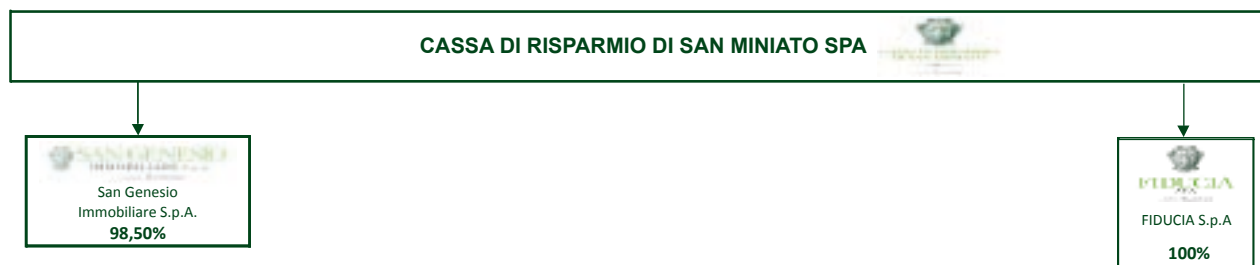 CASSA DI RISPARMIO DI SAN MINIATO SPA
SAN GENESIO
San Genesio
Immobiliare S.p.A.
98,50%
FIDUCIA
FIDUCIA S.p.A
100%